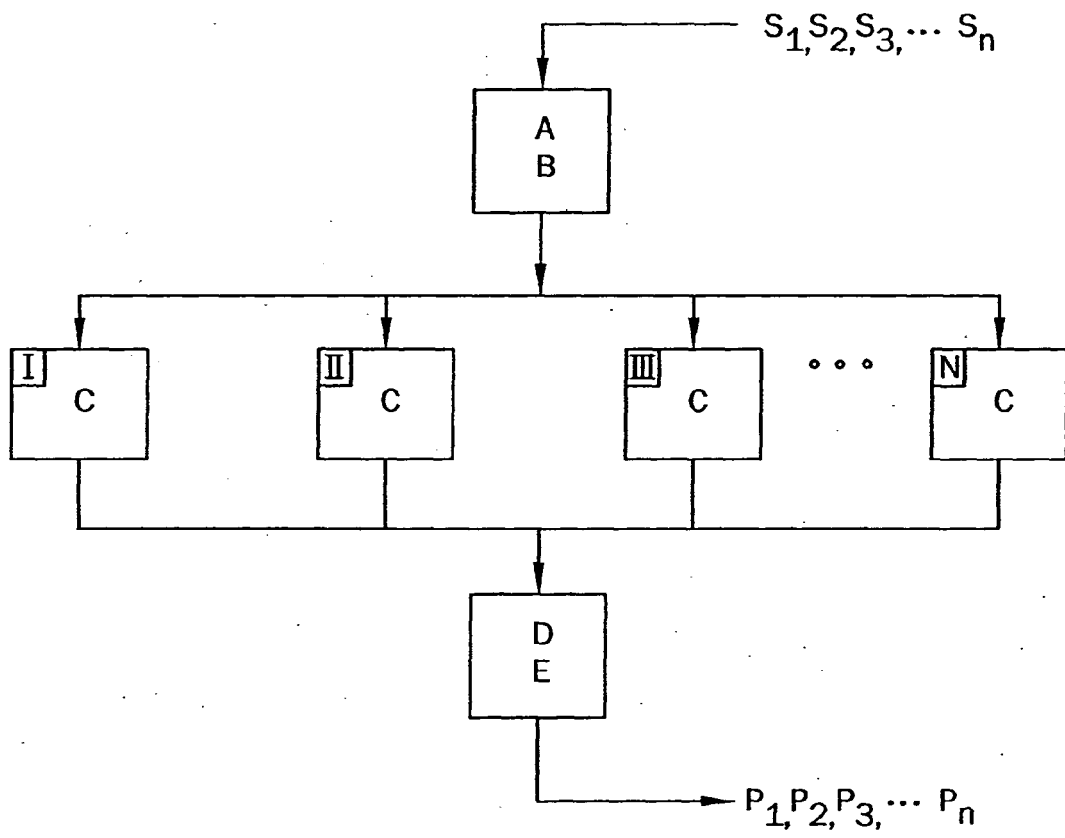 S₁,S₂,S₃,··· Sₙ
A
B
I II III N
C C C ∘∘∘ C
D
E
P₁,P₂,P₃,··· Pₙ